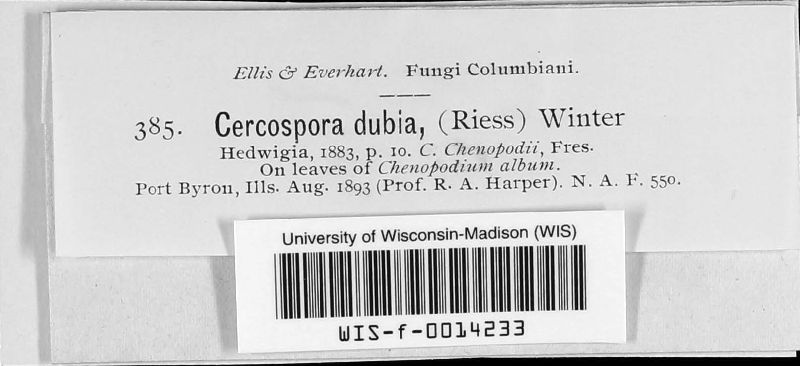 Ellis & Everhart. Fungi Columbiani.
385. Cercospora dubia, (Riess) Winter
Hedwigia, 1883, p. 10. C. Chenopodii, Fres.
On leaves of Chenopodium album.
Port Byron, Ills. Aug. 1893 (Prof. R. A. Harper). N. A. F. 550.
University of Wisconsin-Madison (WIS)
WIS-f-0014233